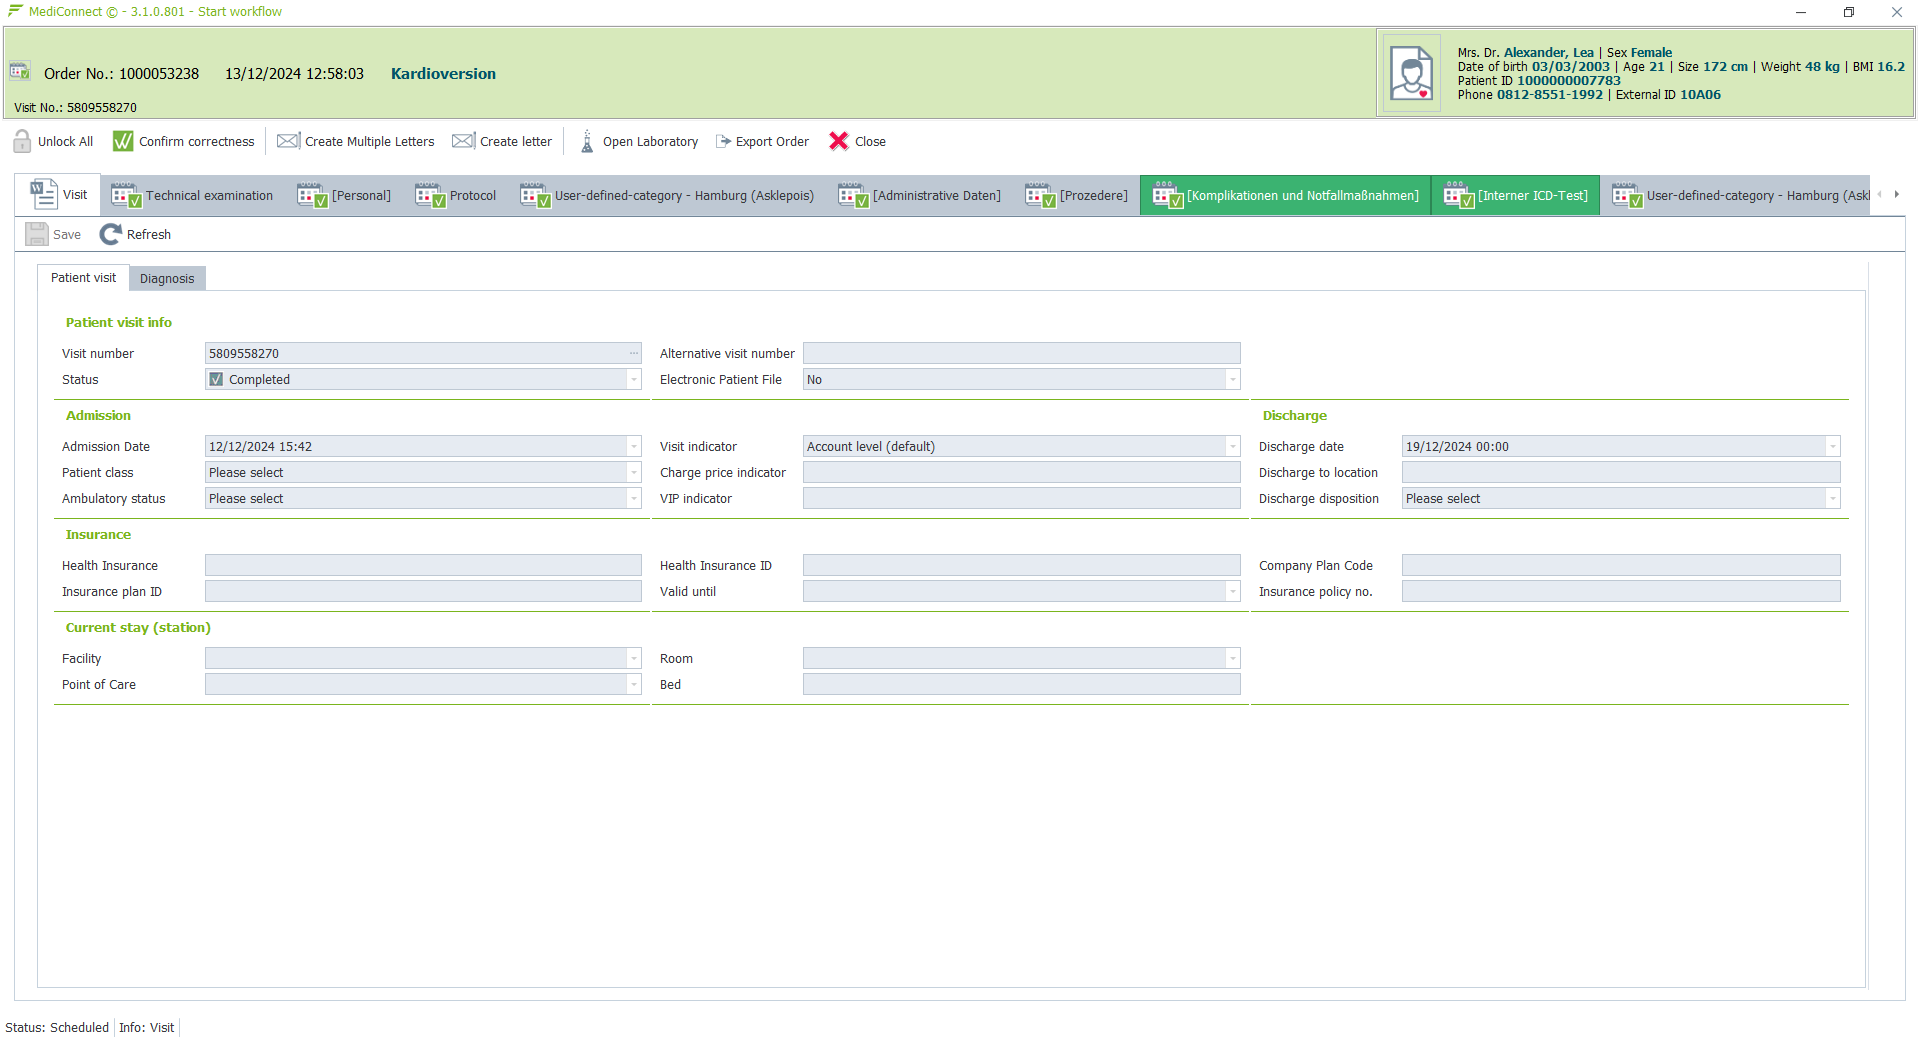 MediConnect © - 3.1.0.801 - Start workflow
Order No.: 1000053238 13/12/2024 12:58:03 Kardioversion
Visit No.: 5809558270
Mrs. Dr. Alexander, Lea | Sex Female
Date of birth 03/03/2003 | Age 21 | Size 172 cm | Weight 48 kg | BMI 16.2
Patient ID 1000000007783
Phone 0812-8551-1992 | External ID 10A06
Unlock All Confirm correctness Create Multiple Letters Create letter Open Laboratory Export Order Close
Visit Technical examination [Personal] Protocol User-defined-category - Hamburg (Asklepois) [Administrative Daten] [Prozedere] [Komplikationen und Notfallmaßnahmen] [Interner ICD-Test] User-defined-category - Hamburg (Askl
Save Refresh
Patient visit Diagnosis
Patient visit info
Visit number 5809558270 ... Alternative visit number
Status Completed Electronic Patient File No
Admission Discharge
Admission Date 12/12/2024 15:42 Visit indicator Account level (default) Discharge date 19/12/2024 00:00
Patient class Please select Charge price indicator Discharge to location
Ambulatory status Please select VIP indicator Discharge disposition Please select
Insurance
Health Insurance Health Insurance ID Company Plan Code
Insurance plan ID Valid until Insurance policy no.
Current stay (station)
Facility Room
Point of Care Bed
Status: Scheduled Info: Visit